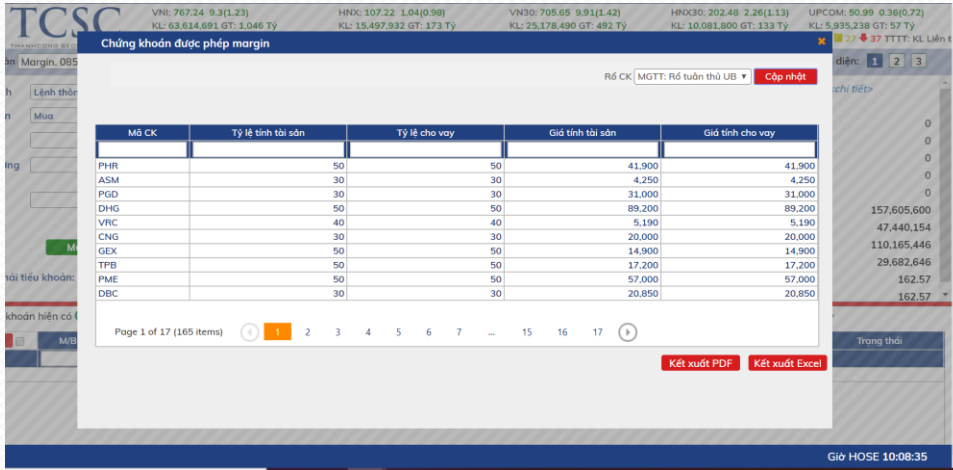 TCSC
VNI: 767.24 9.3(1.23) HNX: 107.22 1.04(0.98) VN30: 705.65 9.91(1.42) HNX30: 202.48 2.26(1.13) UPCOM: 50.99 0.36(0.72)
KL: 63,614,691 GT: 1,046 Tỷ KL: 15,497,932 GT: 173 Tỷ KL: 25,178,490 GT: 492 Tỷ KL: 10,081,800 GT: 133 Tỷ KL: 5,935,238 GT: 57 Tỷ
27 37 TTTT: KL Liên t
Chứng khoán được phép margin
Margin. 085
diện: 1 2 3
Rổ CK MGTT: Rổ tuân thủ UB Cập nhật
Lệnh thôn
chi tiết>
Mua
Mã CK Tỷ lệ tính tài sản Tỷ lệ cho vay Giá tính tài sản Giá tính cho vay
0
0
0
0
0
157,605,600
47,440,154
110,165,446
29,682,646
162.57
162.57
PHR 50 50 41,900 41,900
ASM 30 30 4,250 4,250
PGD 30 30 31,000 31,000
DHG 50 50 89,200 89,200
VRC 40 40 5,190 5,190
CNG 30 30 20,000 20,000
GEX 50 50 14,900 14,900
TPB 50 50 17,200 17,200
PME 50 50 57,000 57,000
DBC 30 30 20,850 20,850
hái tiểu khoản:
khoán hiện có
Page 1 of 17 (165 items) 1 2 3 4 5 6 7 ... 15 16 17
M/B Trạng thái
Kết xuất PDF Kết xuất Excel
Giờ HOSE 10:08:35